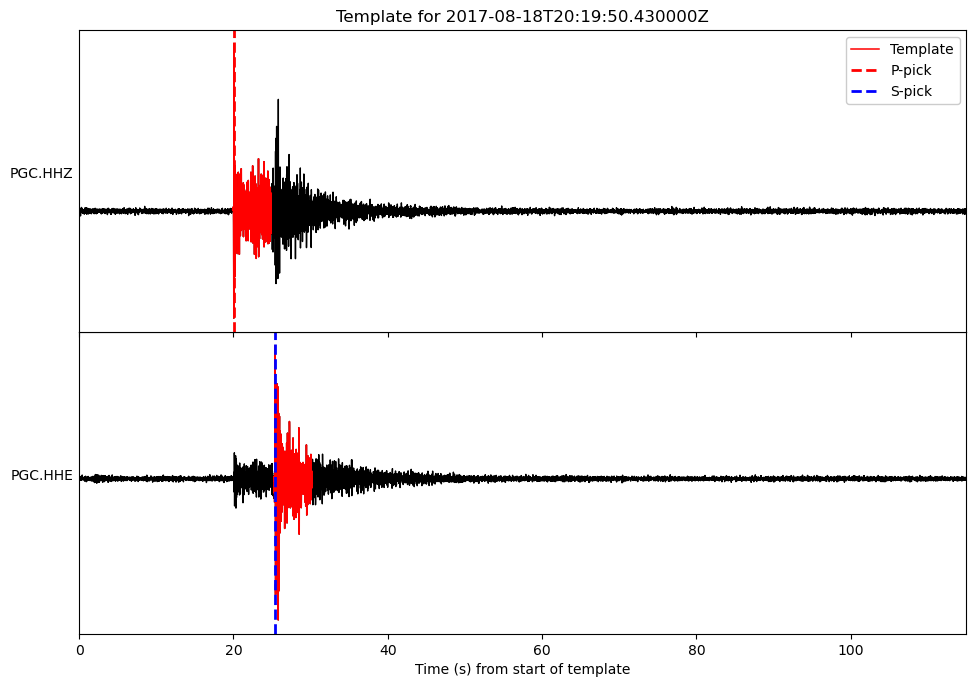 Template for 2017-08-18T20:19:50.430000Z
Template
P-pick
S-pick
PGC.HHZ
PGC.HHE
0 20 40 60 80 100
Time (s) from start of template